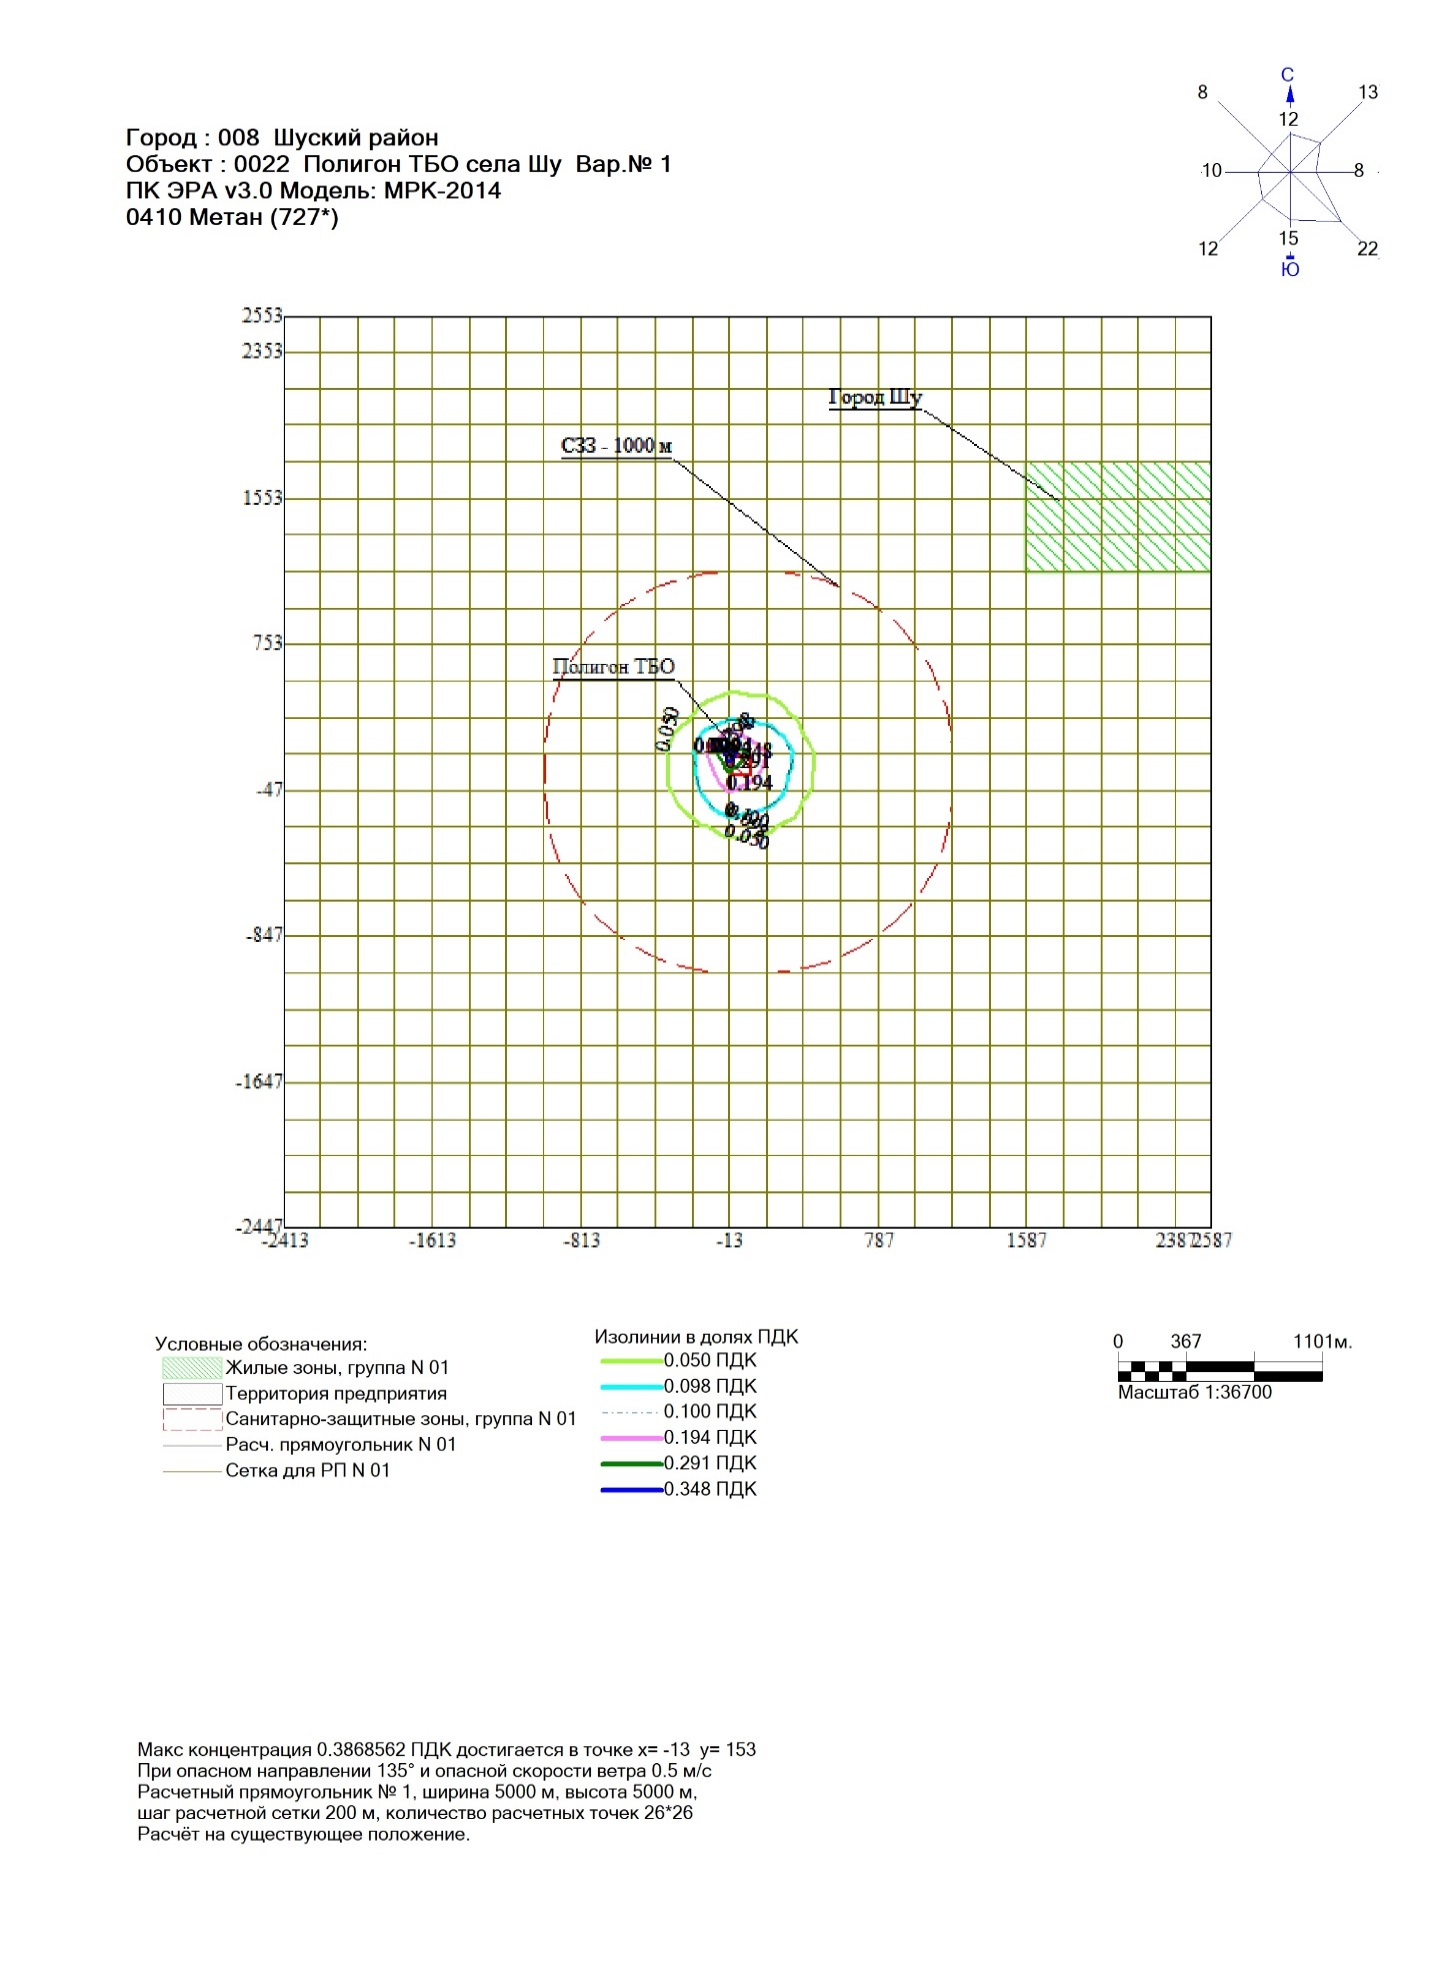 Город : 008 Шуский район
Объект : 0022 Полигон ТБО села Шу Вар.№ 1
ПК ЭРА v3.0 Модель: МРК-2014
0410 Метан (727*)
С
8
13
12
10
8
15
12
22
Ю
2553
2353
Город Шу
СЗЗ - 1000 м
1553
753
Полигон ТБО
0.050
0.194
-47
0.050
-847
-1647
-2447
-2413
-1613
-813
-13
787
1587
2387
2587
Условные обозначения:
Жилые зоны, группа N 01
Территория предприятия
Санитарно-защитные зоны, группа N 01
Расч. прямоугольник N 01
Сетка для РП N 01
Изолинии в долях ПДК
0.050 ПДК
0.098 ПДК
0.100 ПДК
0.194 ПДК
0.291 ПДК
0.348 ПДК
0 367 1101м.
Масштаб 1:36700
Макс концентрация 0.3868562 ПДК достигается в точке x= -13 y= 153
При опасном направлении 135° и опасной скорости ветра 0.5 м/с
Расчетный прямоугольник № 1, ширина 5000 м, высота 5000 м,
шаг расчетной сетки 200 м, количество расчетных точек 26*26
Расчёт на существующее положение.